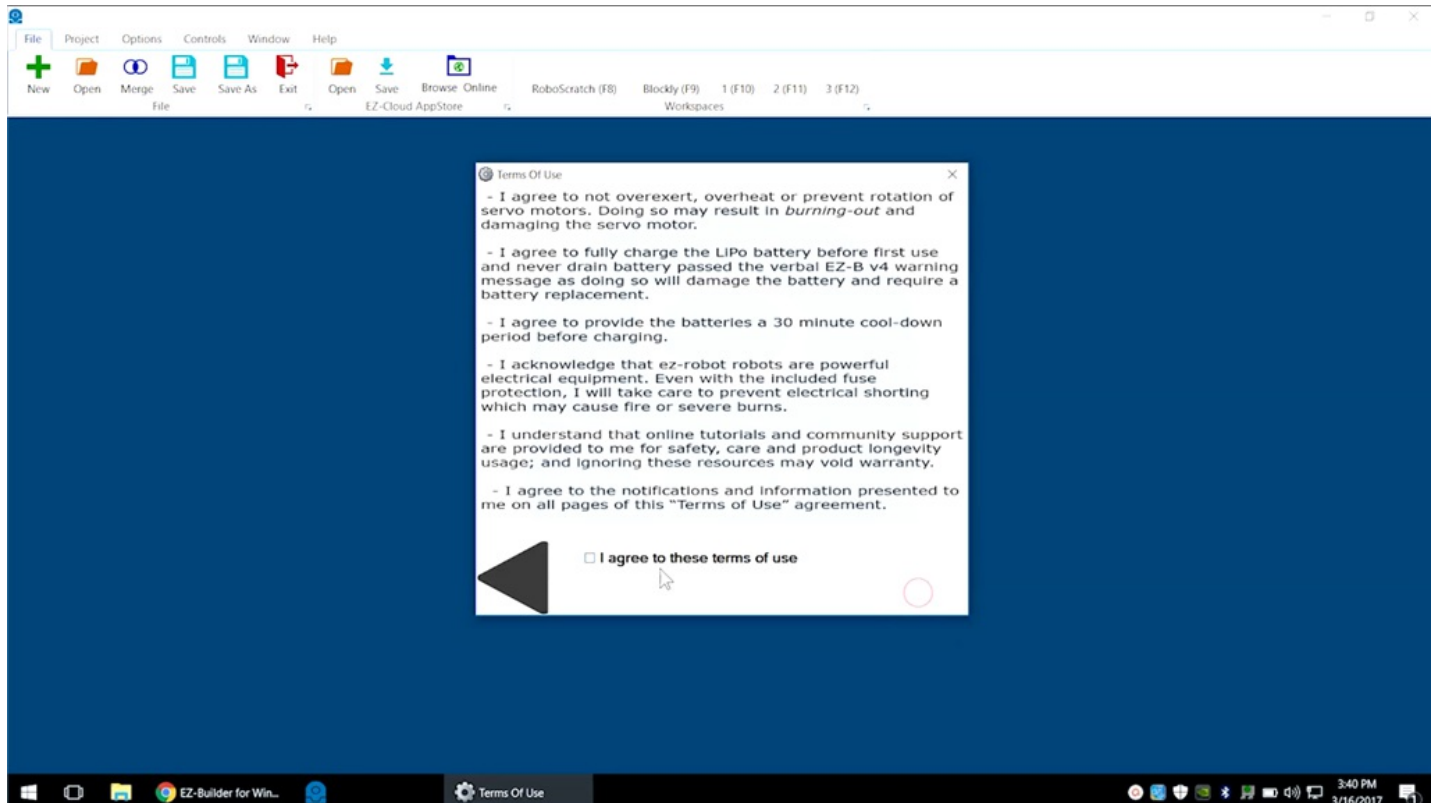 File Project Options Controls Window Help
New Open Merge Save Save As Exit Open Save Browse Online RoboScratch (F8) Blockly (F9) 1 (F10) 2 (F11) 3 (F12)
File EZ-Cloud AppStore Workspaces
Terms Of Use
- I agree to not overexert, overheat or prevent rotation of
servo motors. Doing so may result in burning-out and
damaging the servo motor.
- I agree to fully charge the LiPo battery before first use
and never drain battery passed the verbal EZ-B v4 warning
message as doing so will damage the battery and require a
battery replacement.
- I agree to provide the batteries a 30 minute cool-down
period before charging.
- I acknowledge that ez-robot robots are powerful
electrical equipment. Even with the included fuse
protection, I will take care to prevent electrical shorting
which may cause fire or severe burns.
- I understand that online tutorials and community support
are provided to me for safety, care and product longevity
usage; and ignoring these resources may void warranty.
- I agree to the notifications and information presented to
me on all pages of this “Terms of Use” agreement.
I agree to these terms of use
EZ-Builder for Win... Terms Of Use 3:40 PM
3/16/2017